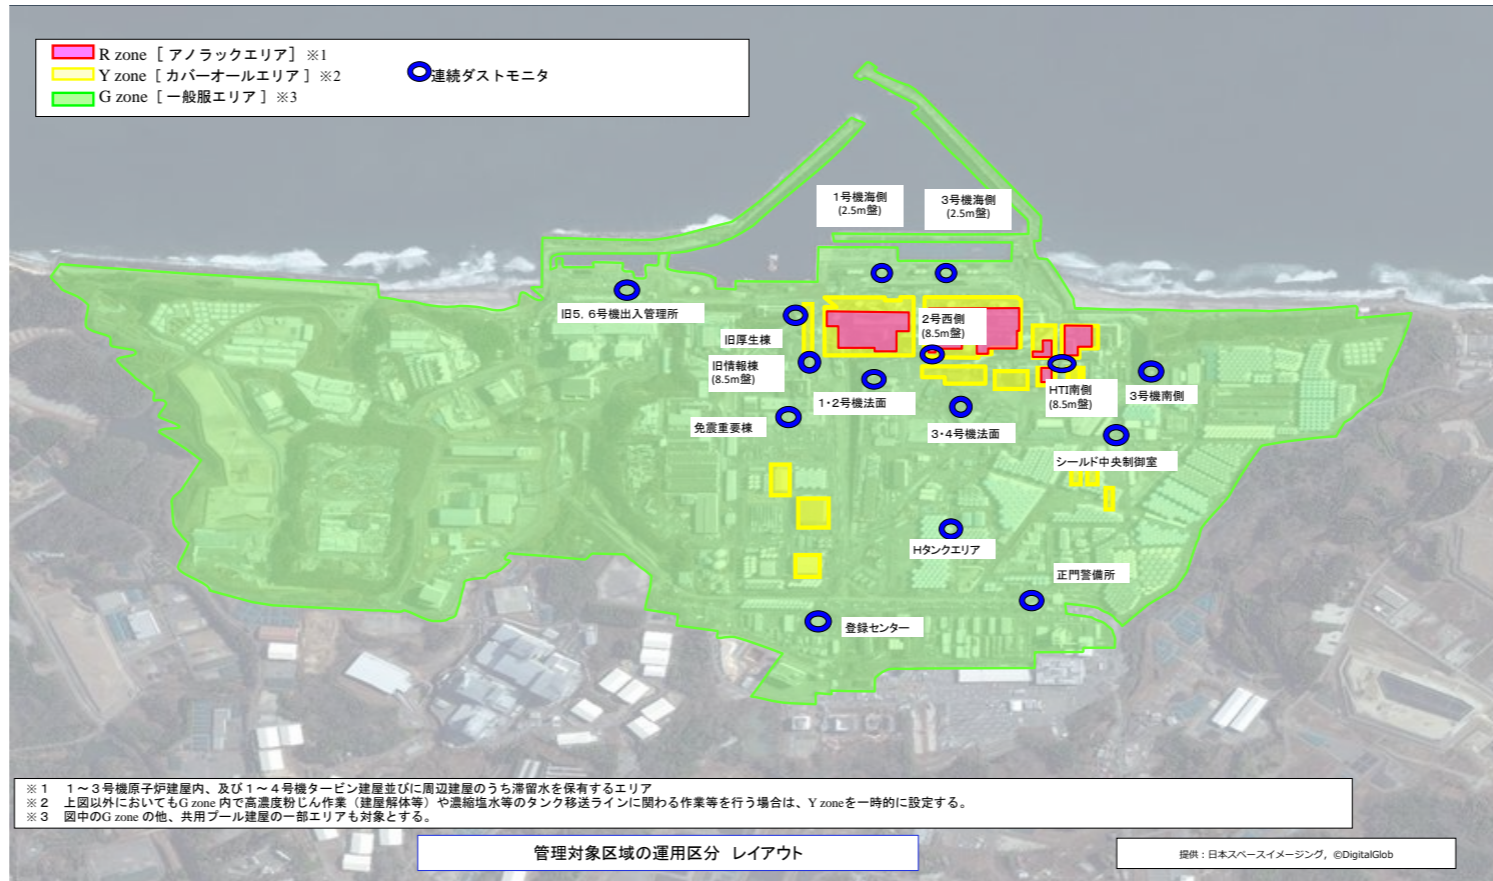 R zone [ アノラックエリア] ※1
Y zone [ カバーオールエリア] ※2
G zone [ 一般服エリア ] ※3
連続ダストモニタ
1号機海側
(2.5m盤)
3号機海側
(2.5m盤)
旧5．6号機出入管理所
旧厚生棟
2号西側
(8.5m盤)
旧情報棟
(8.5m盤)
1・2号機法面
HTI南側
(8.5m盤)
3号機南側
免震重要棟
3・4号機法面
シールド中央制御室
Hタンクエリア
正門警備所
登録センター
※１　１～３号機原子炉建屋内、及び１～４号機タービン建屋並びに周辺建屋のうち滞留水を保有するエリア
※２　上図以外においてもG zone 内で高濃度粉じん作業（建屋解体等）や濃縮塩水等のタンク移送ラインに関わる作業等を行う場合は、Y zoneを一時的に設定する。
※３　図中のG zone の他、共用プール建屋の一部エリアも対象とする。
管理対象区域の運用区分　レイアウト
提供：日本スペースイメージング，©DigitalGlob